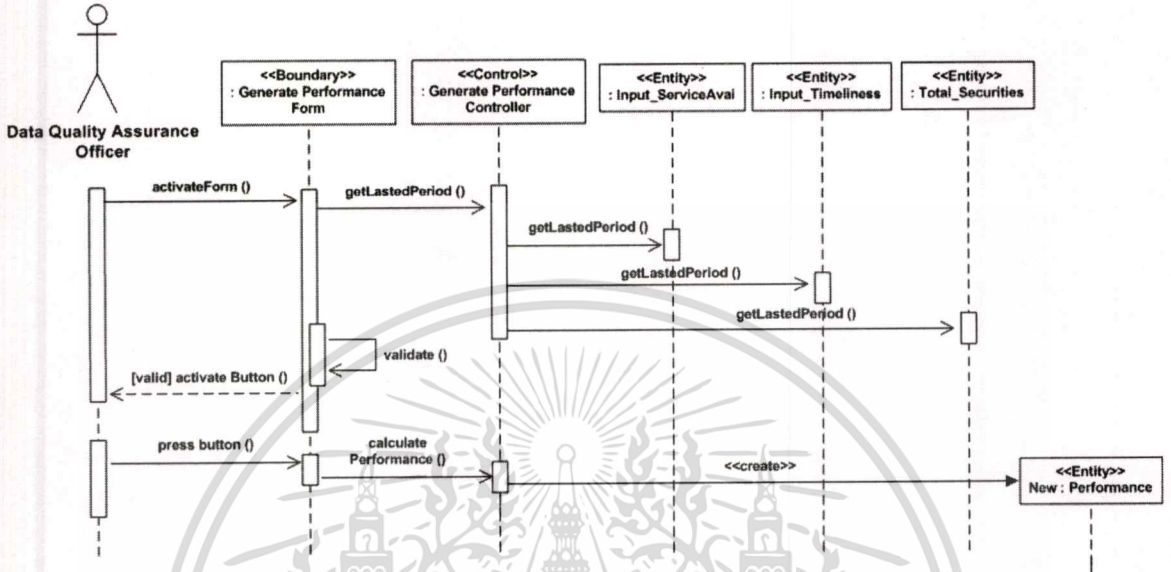 Data Quality Assurance
Officer
<<Boundary>>
: Generate Performance
Form
<<Control>>
: Generate Performance
Controller
<<Entity>>
: Input_ServiceAvai
<<Entity>>
: Input_Timeliness
<<Entity>>
: Total_Securities
activateForm ()
getLastedPeriod ()
getLastedPeriod ()
getLastedPeriod ()
getLastedPeriod ()
validate ()
[valid] activate Button ()
press button ()
calculate
Performance ()
<<create>>
<<Entity>>
New : Performance